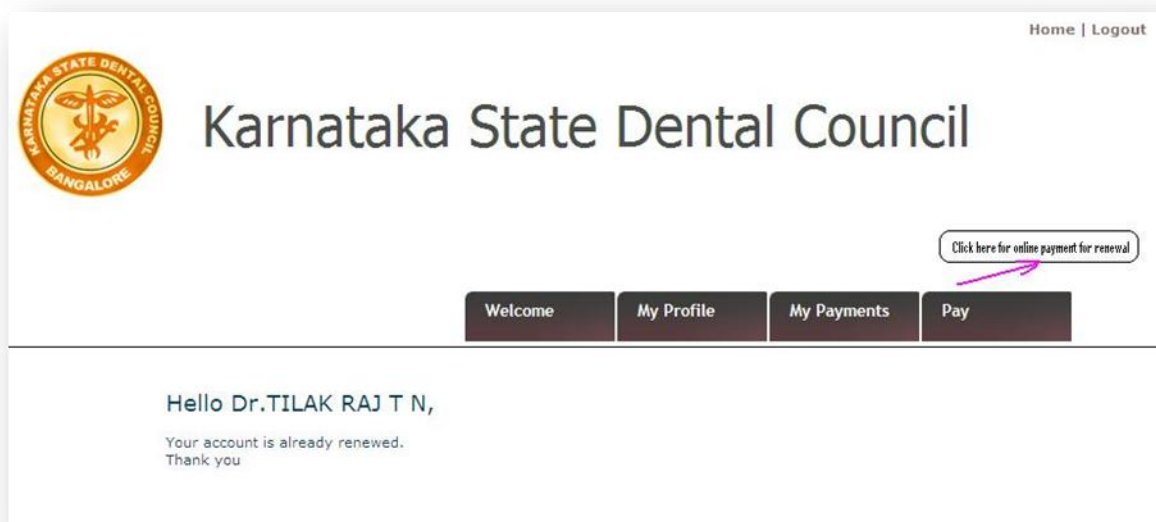 Home | Logout
KARNATAKA STATE DENTAL COUNCIL
BANGALORE
Karnataka State Dental Council
Click here for online payment for renewal
Welcome
My Profile
My Payments
Pay
Hello Dr.TILAK RAJ T N,
Your account is already renewed.
Thank you